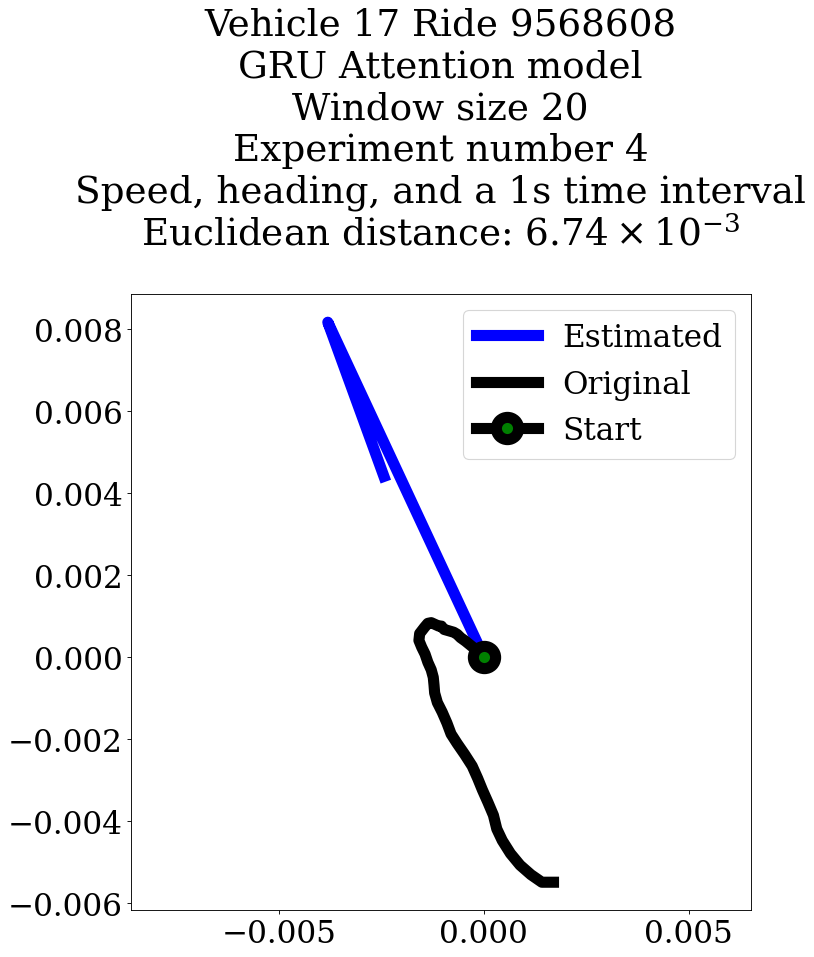 Vehicle 17 Ride 9568608
GRU Attention model
Window size 20
Experiment number 4
Speed, heading, and a 1s time interval
Euclidean distance: 6.74 × 10⁻³
Estimated
Original
Start
0.008
0.006
0.004
0.002
0.000
−0.002
−0.004
−0.006
−0.005
0.000
0.005